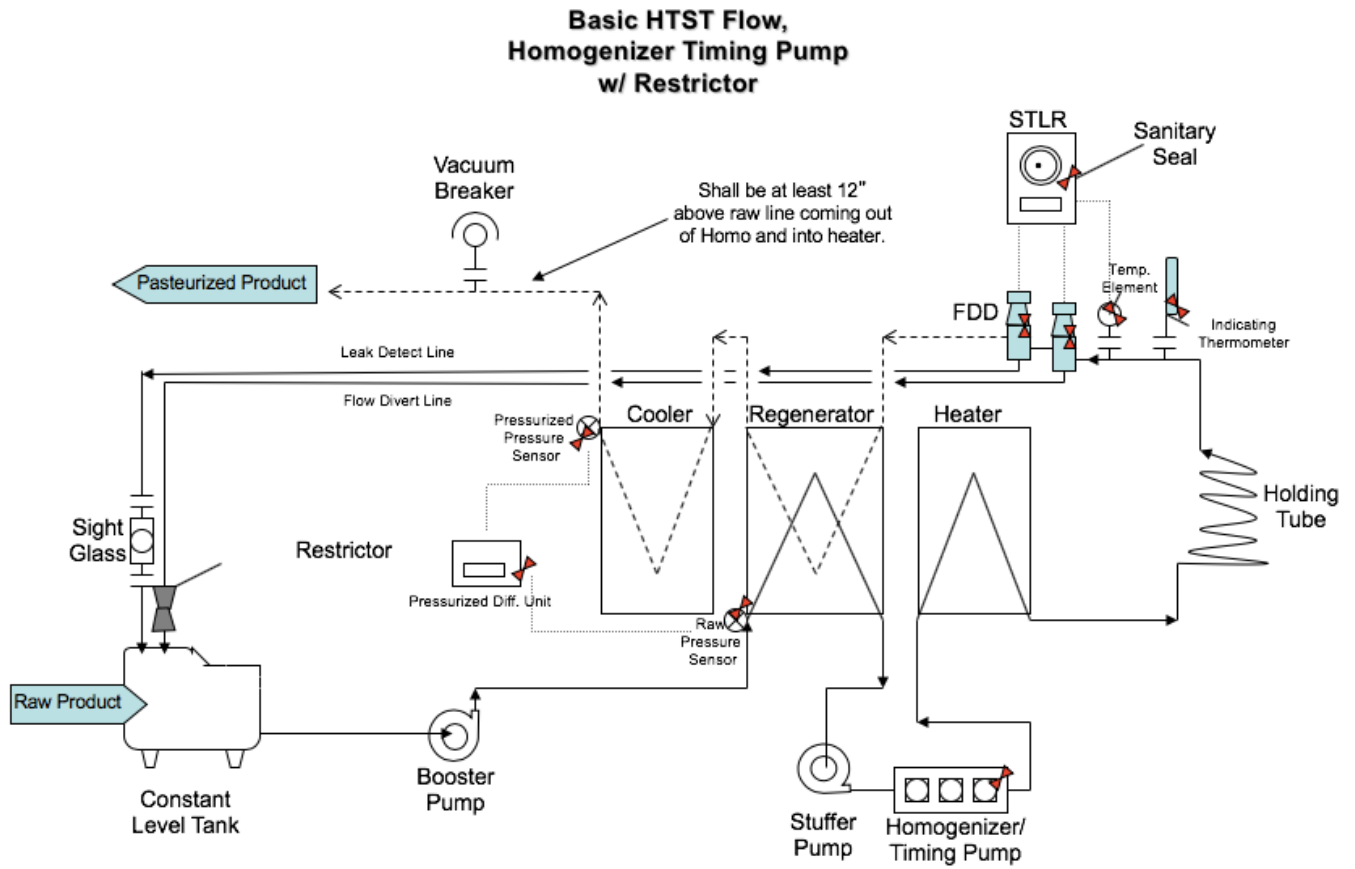 Basic HTST Flow,
Homogenizer Timing Pump
w/ Restrictor
STLR
Sanitary
Seal
Vacuum
Breaker
Shall be at least 12"
above raw line coming out
of Homo and into heater.
Pasteurized Product
Temp.
Element
FDD
Indicating
Thermometer
Leak Detect Line
Flow Divert Line
Pressurized
Pressure
Sensor
Cooler
Regenerator
Heater
Holding
Tube
Sight
Glass
Restrictor
Pressurized Diff. Unit
Raw
Pressure
Sensor
Raw Product
Booster
Pump
Constant
Level Tank
Stuffer
Pump
Homogenizer/
Timing Pump